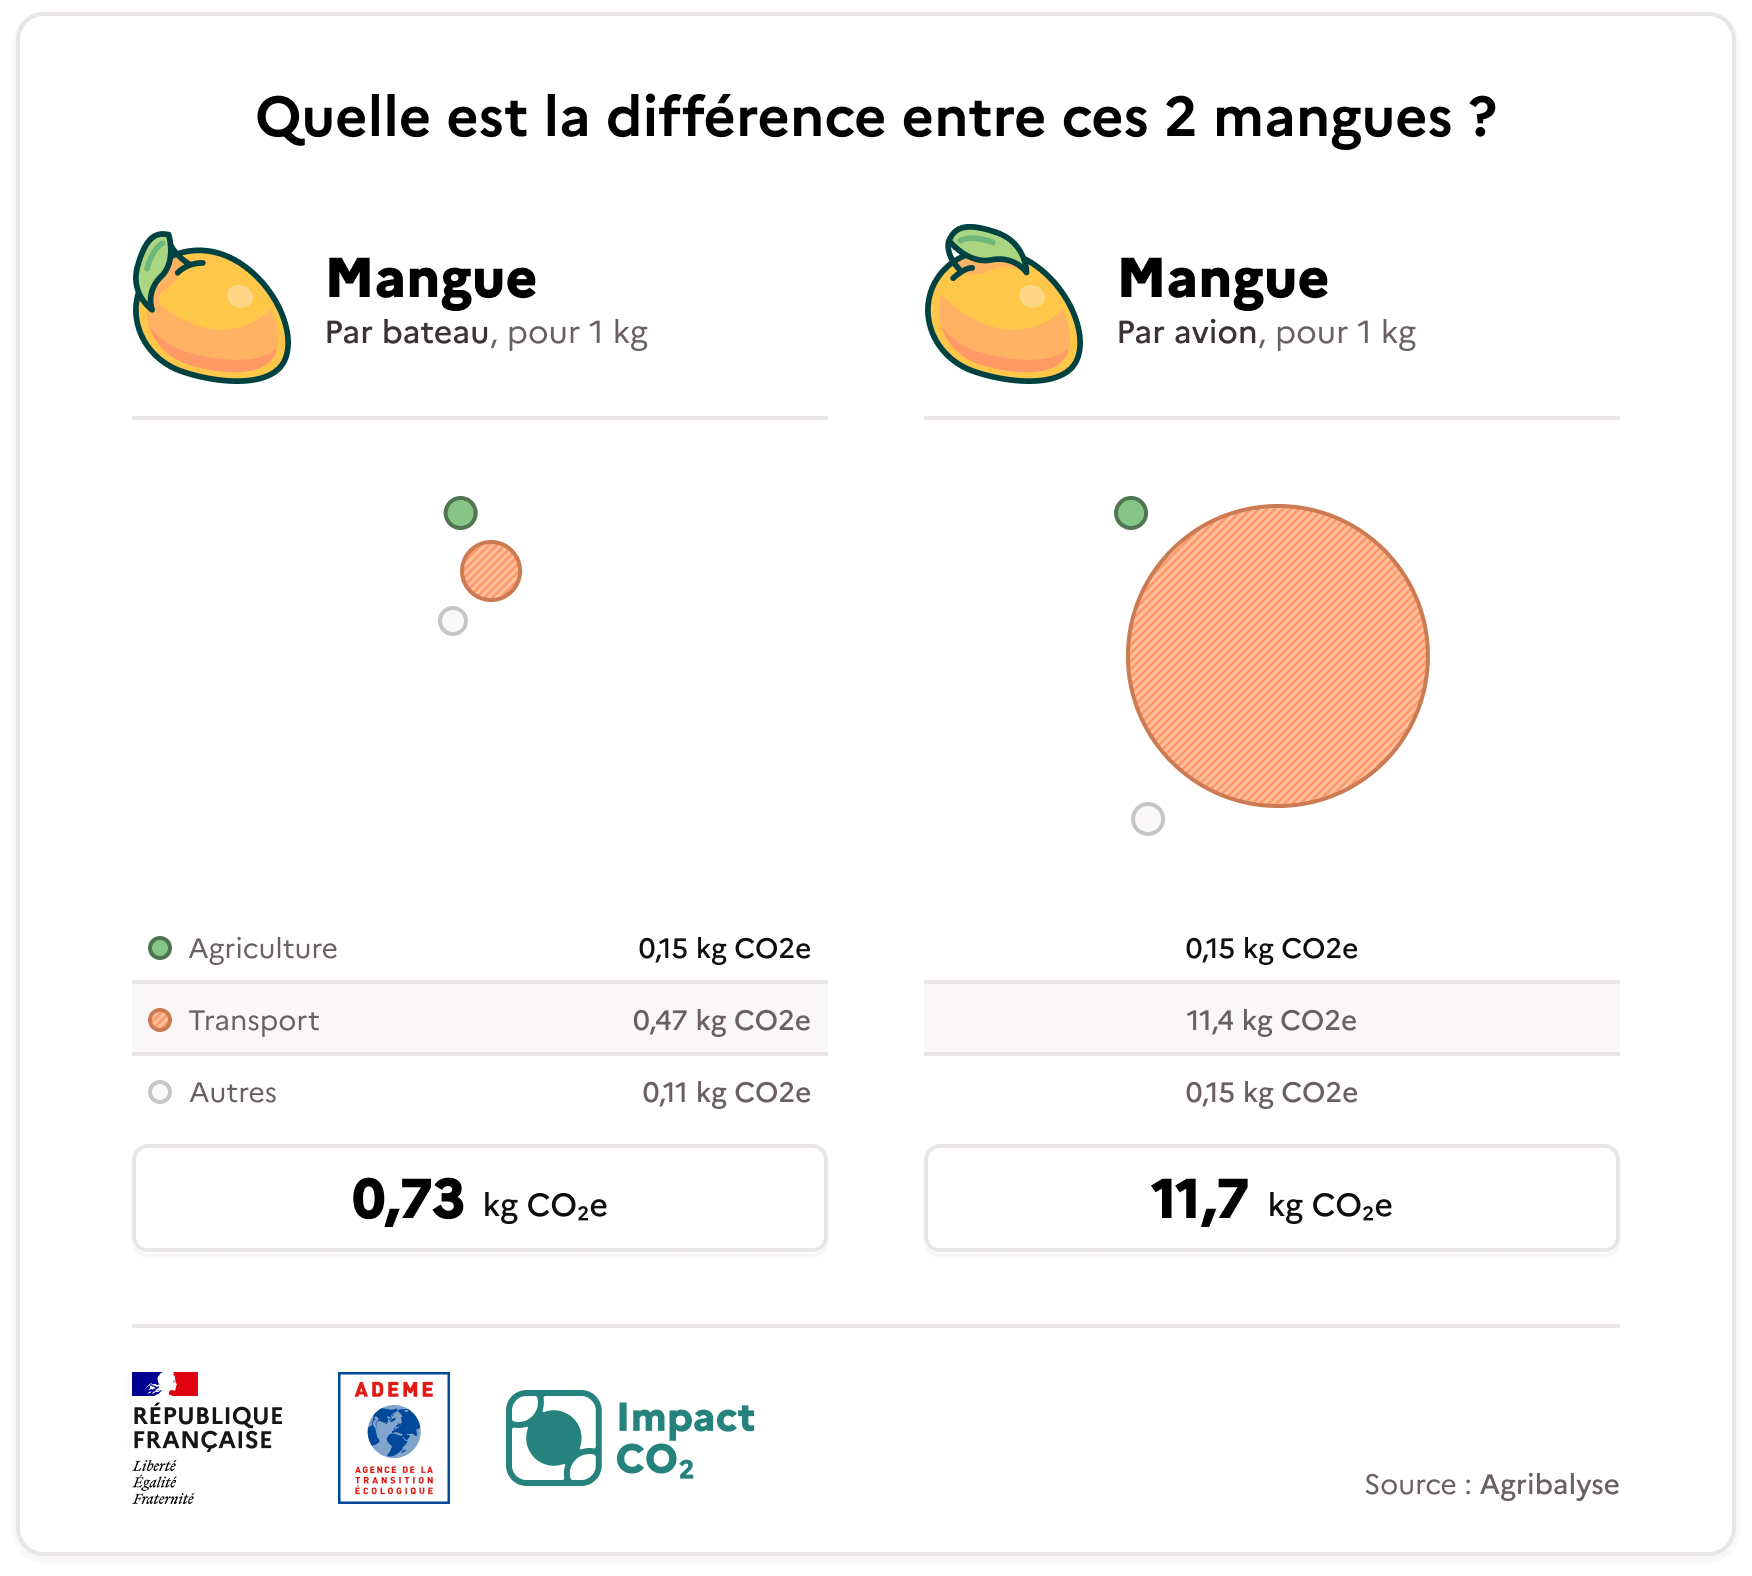 Quelle est la différence entre ces 2 mangues ?
Mangue
Par bateau, pour 1 kg
Mangue
Par avion, pour 1 kg
Agriculture 0,15 kg CO2e 0,15 kg CO2e
Transport 0,47 kg CO2e 11,4 kg CO2e
Autres 0,11 kg CO2e 0,15 kg CO2e
0,73 kg CO₂e
11,7 kg CO₂e
RÉPUBLIQUE
FRANÇAISE
Liberté
Égalité
Fraternité
ADEME
AGENCE DE LA
TRANSITION
ÉCOLOGIQUE
Impact
CO₂
Source : Agribalyse